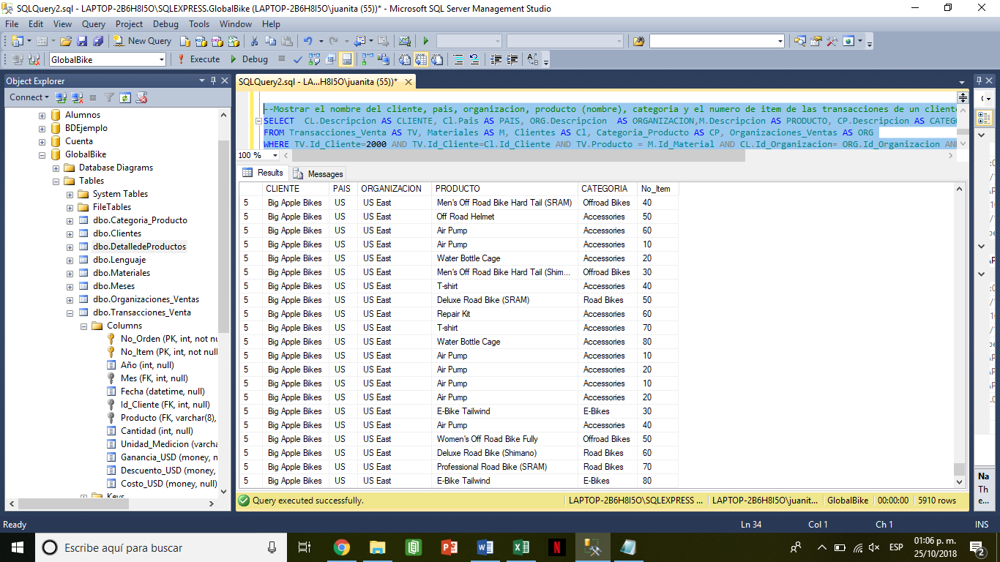 SQLQuery2.sql - LAPTOP-2B6H8I5O\SQLEXPRESS.GlobalBike (LAPTOP-2B6H8I5O\juanita (55))* - Microsoft SQL Server Management Studio
File Edit View Query Project Debug Tools Window Help
New Query
GlobalBike Execute Debug
Object Explorer
Connect
Alumnos
BDEjemplo
Cuenta
GlobalBike
Database Diagrams
Tables
System Tables
FileTables
dbo.Categoria_Producto
dbo.Clientes
dbo.DetalledeProductos
dbo.Lenguaje
dbo.Materiales
dbo.Meses
dbo.Organizaciones_Ventas
dbo.Transacciones_Venta
Columns
No_Orden (PK, int, not nu
No_Item (PK, int, not null
Año (int, null)
Mes (FK, int, null)
Fecha (datetime, null)
Id_Cliente (FK, int, null)
Producto (FK, varchar(8),
Cantidad (int, null)
Unidad_Medicion (varcha
Ganancia_USD (money, n
Descuento_USD (money,
Costo_USD (money, null)
Keys
SQLQuery2.sql - LA...H8I5O\juanita (55))*
--Mostrar el nombre del cliente, pais, organizacion, producto (nombre), categoria y el numero de item de las transacciones de un client
SELECT CL.Descripcion AS CLIENTE, Cl.Pais AS PAIS, ORG.Descripcion AS ORGANIZACION,M.Descripcion AS PRODUCTO, CP.Descripcion AS CATEG
FROM Transacciones_Venta AS TV, Materiales AS M, Clientes AS Cl, Categoria_Producto AS CP, Organizaciones_Ventas AS ORG
WHERE TV.Id_Cliente=2000 AND TV.Id_Cliente=Cl.Id_Cliente AND TV.Producto = M.Id_Material AND CL.Id_Organizacion= ORG.Id_Organizacion AN
100 %
Results Messages
CLIENTE PAIS ORGANIZACION PRODUCTO CATEGORIA No_Item
5 Big Apple Bikes US US East Men's Off Road Bike Hard Tail (SRAM) Offroad Bikes 40
5 Big Apple Bikes US US East Off Road Helmet Accessories 50
5 Big Apple Bikes US US East Air Pump Accessories 60
5 Big Apple Bikes US US East Air Pump Accessories 10
5 Big Apple Bikes US US East Water Bottle Cage Accessories 20
5 Big Apple Bikes US US East Men's Off Road Bike Hard Tail (Shim... Offroad Bikes 30
5 Big Apple Bikes US US East T-shirt Accessories 40
5 Big Apple Bikes US US East Deluxe Road Bike (SRAM) Road Bikes 50
5 Big Apple Bikes US US East Repair Kit Accessories 60
5 Big Apple Bikes US US East T-shirt Accessories 70
5 Big Apple Bikes US US East Water Bottle Cage Accessories 80
5 Big Apple Bikes US US East Air Pump Accessories 10
5 Big Apple Bikes US US East Air Pump Accessories 20
5 Big Apple Bikes US US East Air Pump Accessories 10
5 Big Apple Bikes US US East Air Pump Accessories 20
5 Big Apple Bikes US US East E-Bike Tailwind E-Bikes 30
5 Big Apple Bikes US US East Air Pump Accessories 40
5 Big Apple Bikes US US East Women's Off Road Bike Fully Offroad Bikes 50
5 Big Apple Bikes US US East Deluxe Road Bike (Shimano) Road Bikes 60
5 Big Apple Bikes US US East Professional Road Bike (SRAM) Road Bikes 70
5 Big Apple Bikes US US East E-Bike Tailwind E-Bikes 80
Query executed successfully. LAPTOP-2B6H8I5O\SQLEXPRESS ... LAPTOP-2B6H8I5O\juanit... GlobalBike 00:00:00 5910 rows
Na
Th
e...
Ready Ln 34 Col 1 Ch 1 INS
Escribe aquí para buscar
ESP
01:06 p. m.
25/10/2018
2